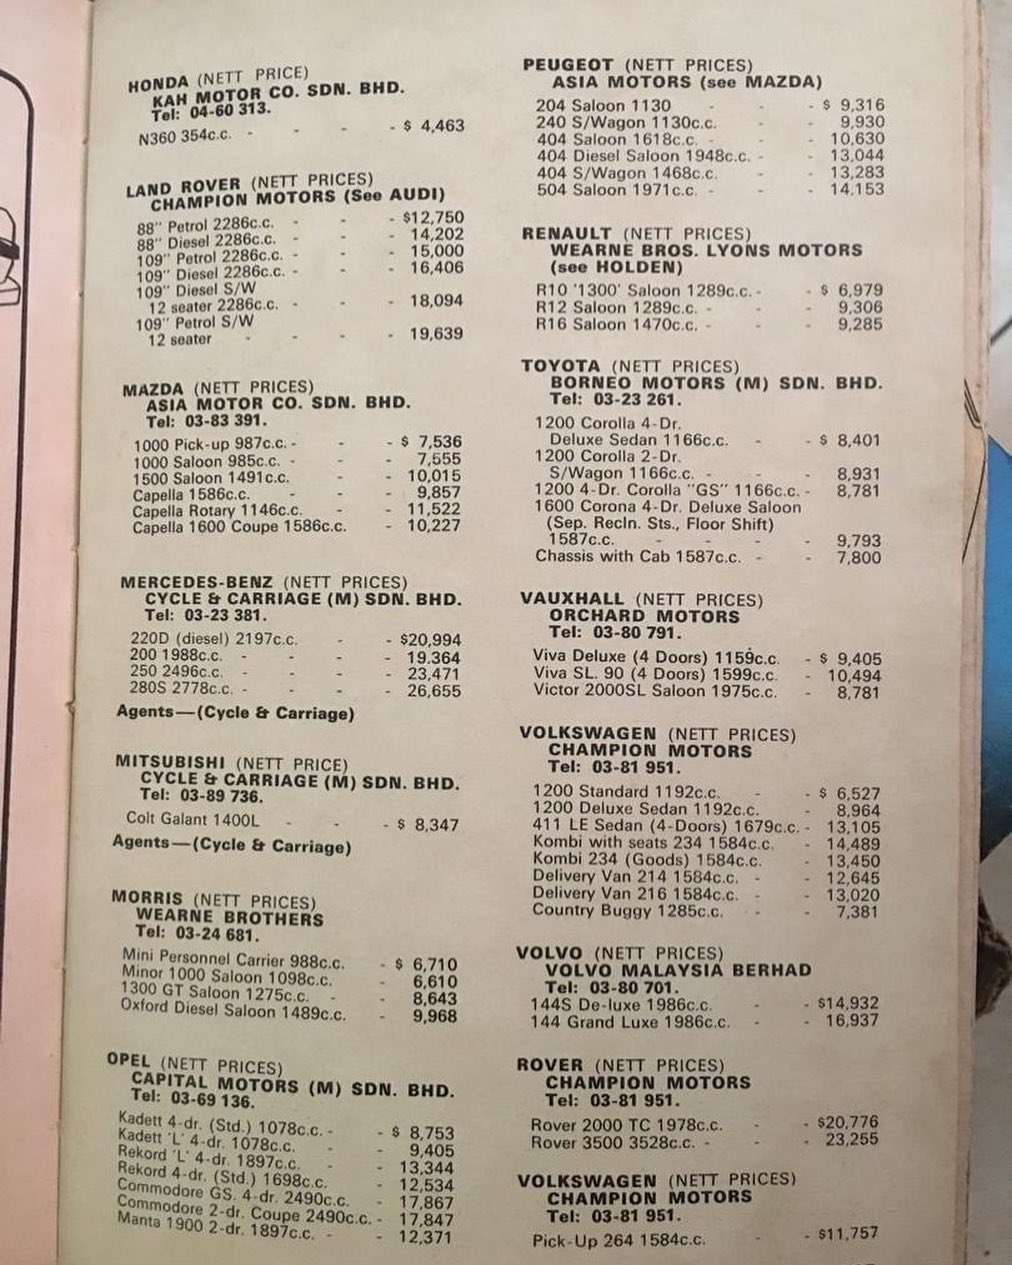 HONDA (NETT PRICE)
KAH MOTOR CO. SDN. BHD.
Tel: 04-60 313.
N360 354c.c. - - - - $ 4,463
LAND ROVER (NETT PRICES)
CHAMPION MOTORS (See AUDI)
88" Petrol 2286c.c. - - - $12,750
88" Diesel 2286c.c. - - - 14,202
109" Petrol 2286c.c. - - - 15,000
109" Diesel 2286c.c. - - - 16,406
109" Diesel S/W
12 seater 2286c.c. - - - 18,094
109" Petrol S/W
12 seater - - - - 19,639
MAZDA (NETT PRICES)
ASIA MOTOR CO. SDN. BHD.
Tel: 03-83 391.
1000 Pick-up 987c.c. - - - $ 7,536
1000 Saloon 985c.c. - - - 7,555
1500 Saloon 1491c.c. - - 10,015
Capella 1586c.c. - - - 9,857
Capella Rotary 1146c.c. - - 11,522
Capella 1600 Coupe 1586c.c. - 10,227
MERCEDES-BENZ (NETT PRICES)
CYCLE & CARRIAGE (M) SDN. BHD.
Tel: 03-23 381.
220D (diesel) 2197c.c. - - $20,994
200 1988c.c. - - - - 19.364
250 2496c.c. - - - - 23,471
280S 2778c.c. - - - - 26,655
Agents—(Cycle & Carriage)
MITSUBISHI (NETT PRICE)
CYCLE & CARRIAGE (M) SDN. BHD.
Tel: 03-89 736.
Colt Galant 1400L - - - $ 8,347
Agents—(Cycle & Carriage)
MORRIS (NETT PRICES)
WEARNE BROTHERS
Tel: 03-24 681.
Mini Personnel Carrier 988c.c. - $ 6,710
Minor 1000 Saloon 1098c.c. - 6,610
1300 GT Saloon 1275c.c. - - 8,643
Oxford Diesel Saloon 1489c.c. - 9,968
OPEL (NETT PRICES)
CAPITAL MOTORS (M) SDN. BHD.
Tel: 03-69 136.
Kadett 4-dr. (Std.) 1078c.c. - - $ 8,753
Kadett 'L' 4-dr. 1078c.c. - - 9,405
Rekord 'L' 4-dr. 1897c.c. - - 13,344
Rekord 4-dr. (Std.) 1698c.c. - 12,534
Commodore GS. 4-dr. 2490c.c. - 17,867
Commodore 2-dr. Coupe 2490c.c. - 17,847
Manta 1900 2-dr. 1897c.c. - - 12,371
PEUGEOT (NETT PRICES)
ASIA MOTORS (see MAZDA)
204 Saloon 1130 - - - $ 9,316
240 S/Wagon 1130c.c. - - 9,930
404 Saloon 1618c.c. - - - 10,630
404 Diesel Saloon 1948c.c. - - 13,044
404 S/Wagon 1468c.c. - - 13,283
504 Saloon 1971c.c. - - - 14.153
RENAULT (NETT PRICES)
WEARNE BROS. LYONS MOTORS
(see HOLDEN)
R10 '1300' Saloon 1289c.c. - - $ 6,979
R12 Saloon 1289c.c. - - - 9,306
R16 Saloon 1470c.c. - - - 9,285
TOYOTA (NETT PRICES)
BORNEO MOTORS (M) SDN. BHD.
Tel: 03-23 261.
1200 Corolla 4-Dr.
Deluxe Sedan 1166c.c. - - $ 8,401
1200 Corolla 2-Dr.
S/Wagon 1166c.c. - - - 8,931
1200 4-Dr. Corolla "GS" 1166c.c. - 8,781
1600 Corona 4-Dr. Deluxe Saloon
(Sep. Recln. Sts., Floor Shift)
1587c.c. - - - - 9,793
Chassis with Cab 1587c.c. - - 7,800
VAUXHALL (NETT PRICES)
ORCHARD MOTORS
Tel: 03-80 791.
Viva Deluxe (4 Doors) 1159c.c. - $ 9,405
Viva SL. 90 (4 Doors) 1599c.c. - 10,494
Victor 2000SL Saloon 1975c.c. - 8,781
VOLKSWAGEN (NETT PRICES)
CHAMPION MOTORS
Tel: 03-81 951.
1200 Standard 1192c.c. - - $ 6,527
1200 Deluxe Sedan 1192c.c. - 8,964
411 LE Sedan (4-Doors) 1679c.c. - 13,105
Kombi with seats 234 1584c.c. - 14,489
Kombi 234 (Goods) 1584c.c. - 13,450
Delivery Van 214 1584c.c. - - 12,645
Delivery Van 216 1584c.c. - - 13,020
Country Buggy 1285c.c. - - 7,381
VOLVO (NETT PRICES)
VOLVO MALAYSIA BERHAD
Tel: 03-80 701.
144S De-luxe 1986c.c. - - $14,932
144 Grand Luxe 1986c.c. - - 16,937
ROVER (NETT PRICES)
CHAMPION MOTORS
Tel: 03-81 951.
Rover 2000 TC 1978c.c. - - $20,776
Rover 3500 3528c.c. - - - 23,255
VOLKSWAGEN (NETT PRICES)
CHAMPION MOTORS
Tel: 03-81 951.
Pick-Up 264 1584c.c. - - $11,757